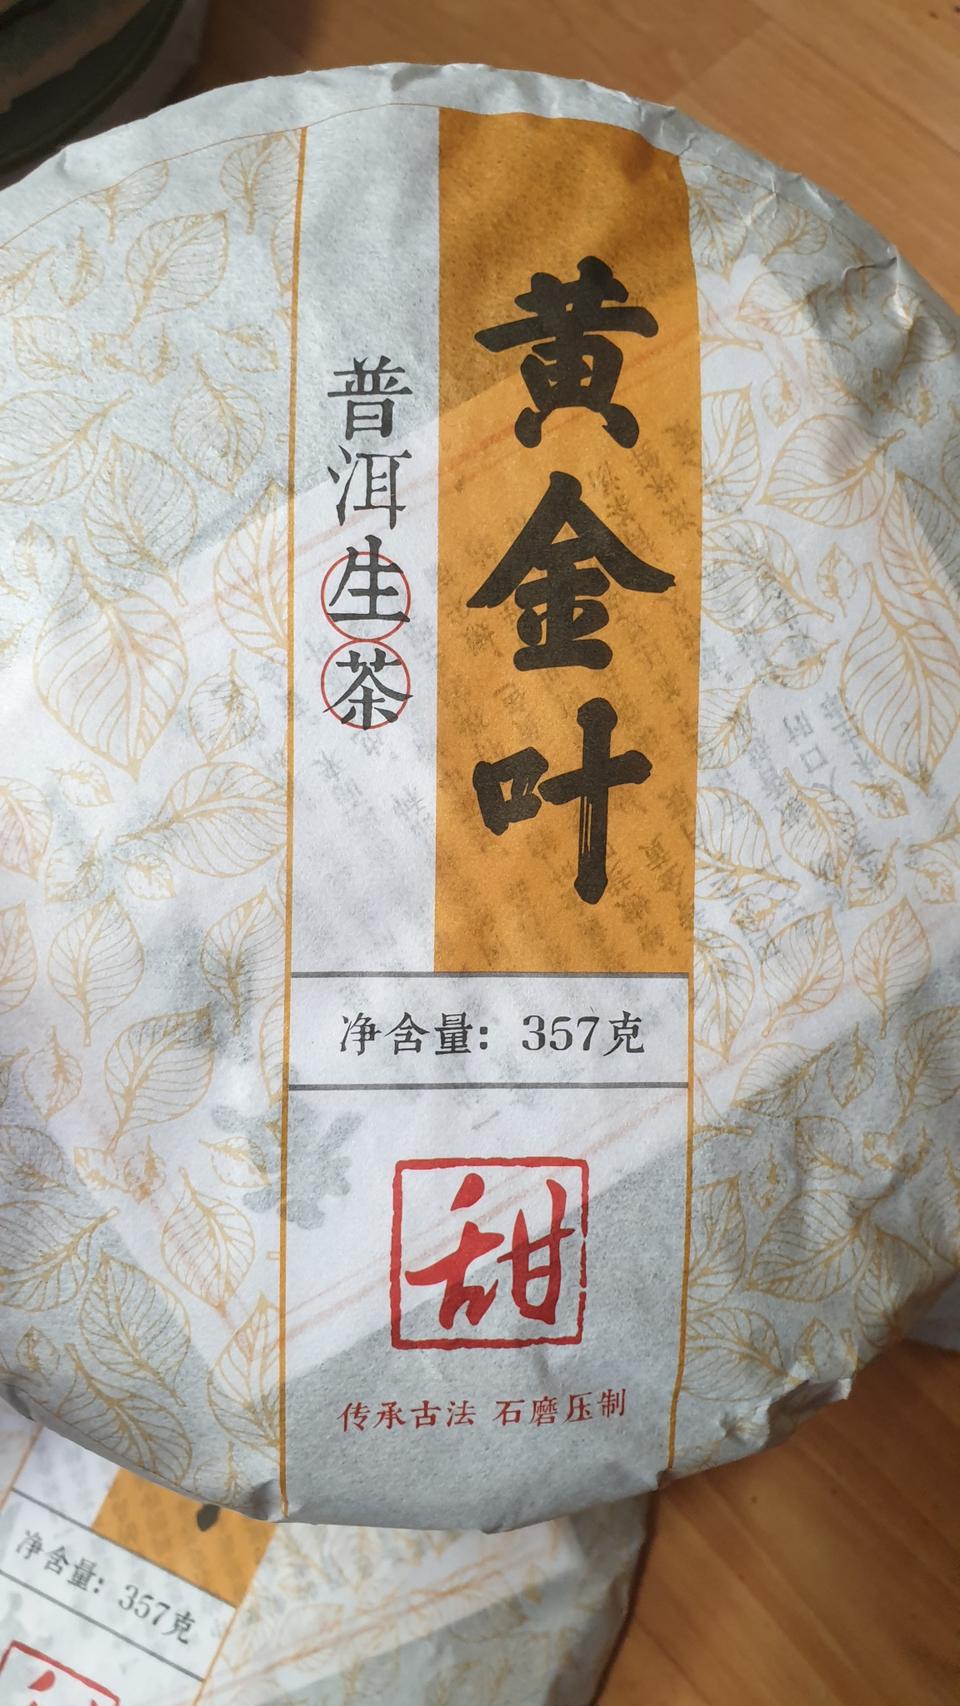 黄金叶
普洱生茶
净含量：357克
甜
传承古法 石磨压制
净含量：357克